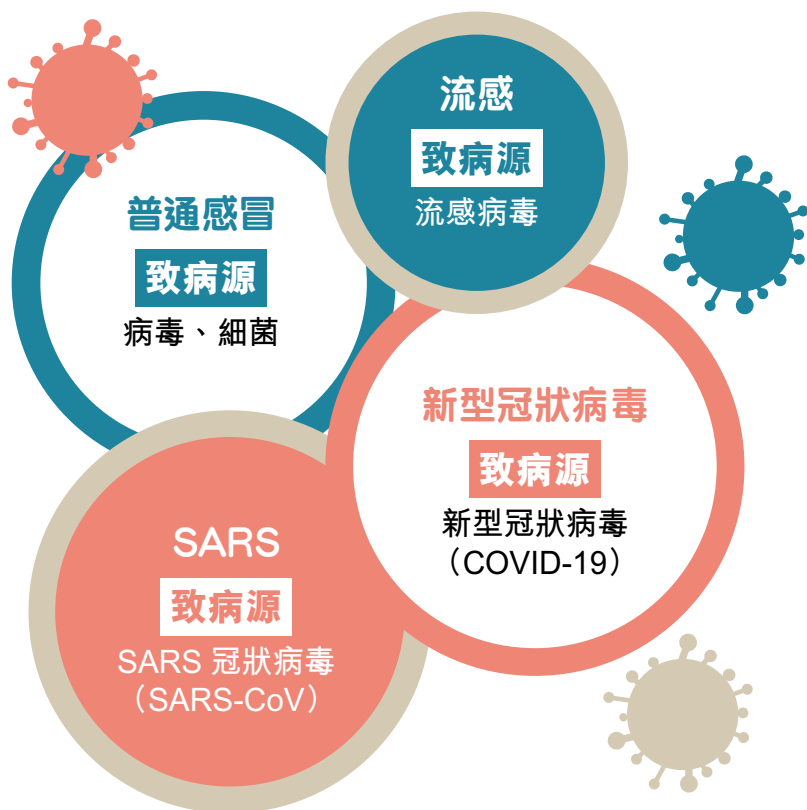 流感
致病源
流感病毒
普通感冒
致病源
病毒、細菌
新型冠狀病毒
致病源
新型冠狀病毒
（COVID-19）
SARS
致病源
SARS 冠狀病毒
（SARS-CoV）